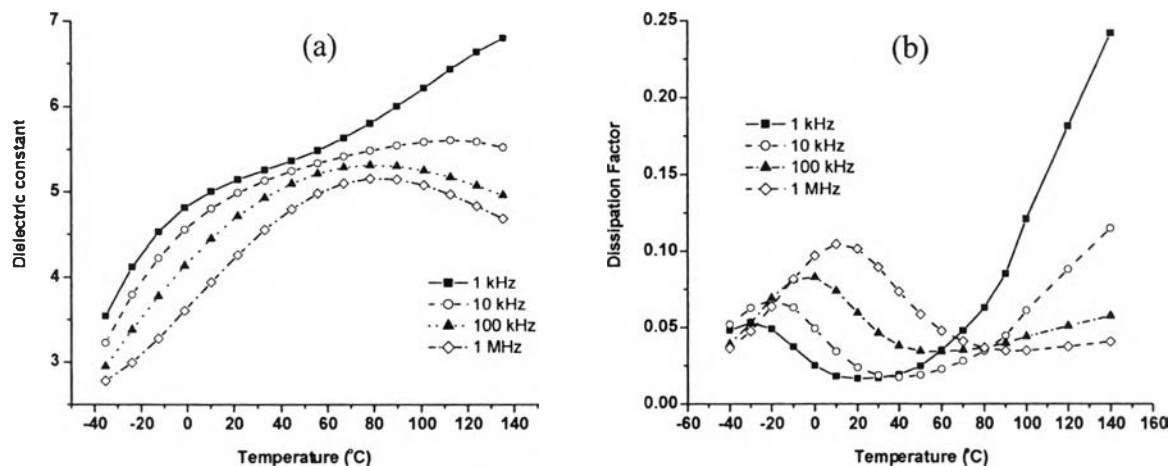 (a)
Dielectric constant
7
6
5
4
3
1 kHz
10 kHz
100 kHz
1 MHz
-40 -20 0 20 40 60 80 100 120 140
Temperature (°C)
(b)
Dissipation Factor
0.25
0.20
0.15
0.10
0.05
0.00
1 kHz
10 kHz
100 kHz
1 MHz
-60 -40 -20 0 20 40 60 80 100 120 140 160
Temperature (°C)